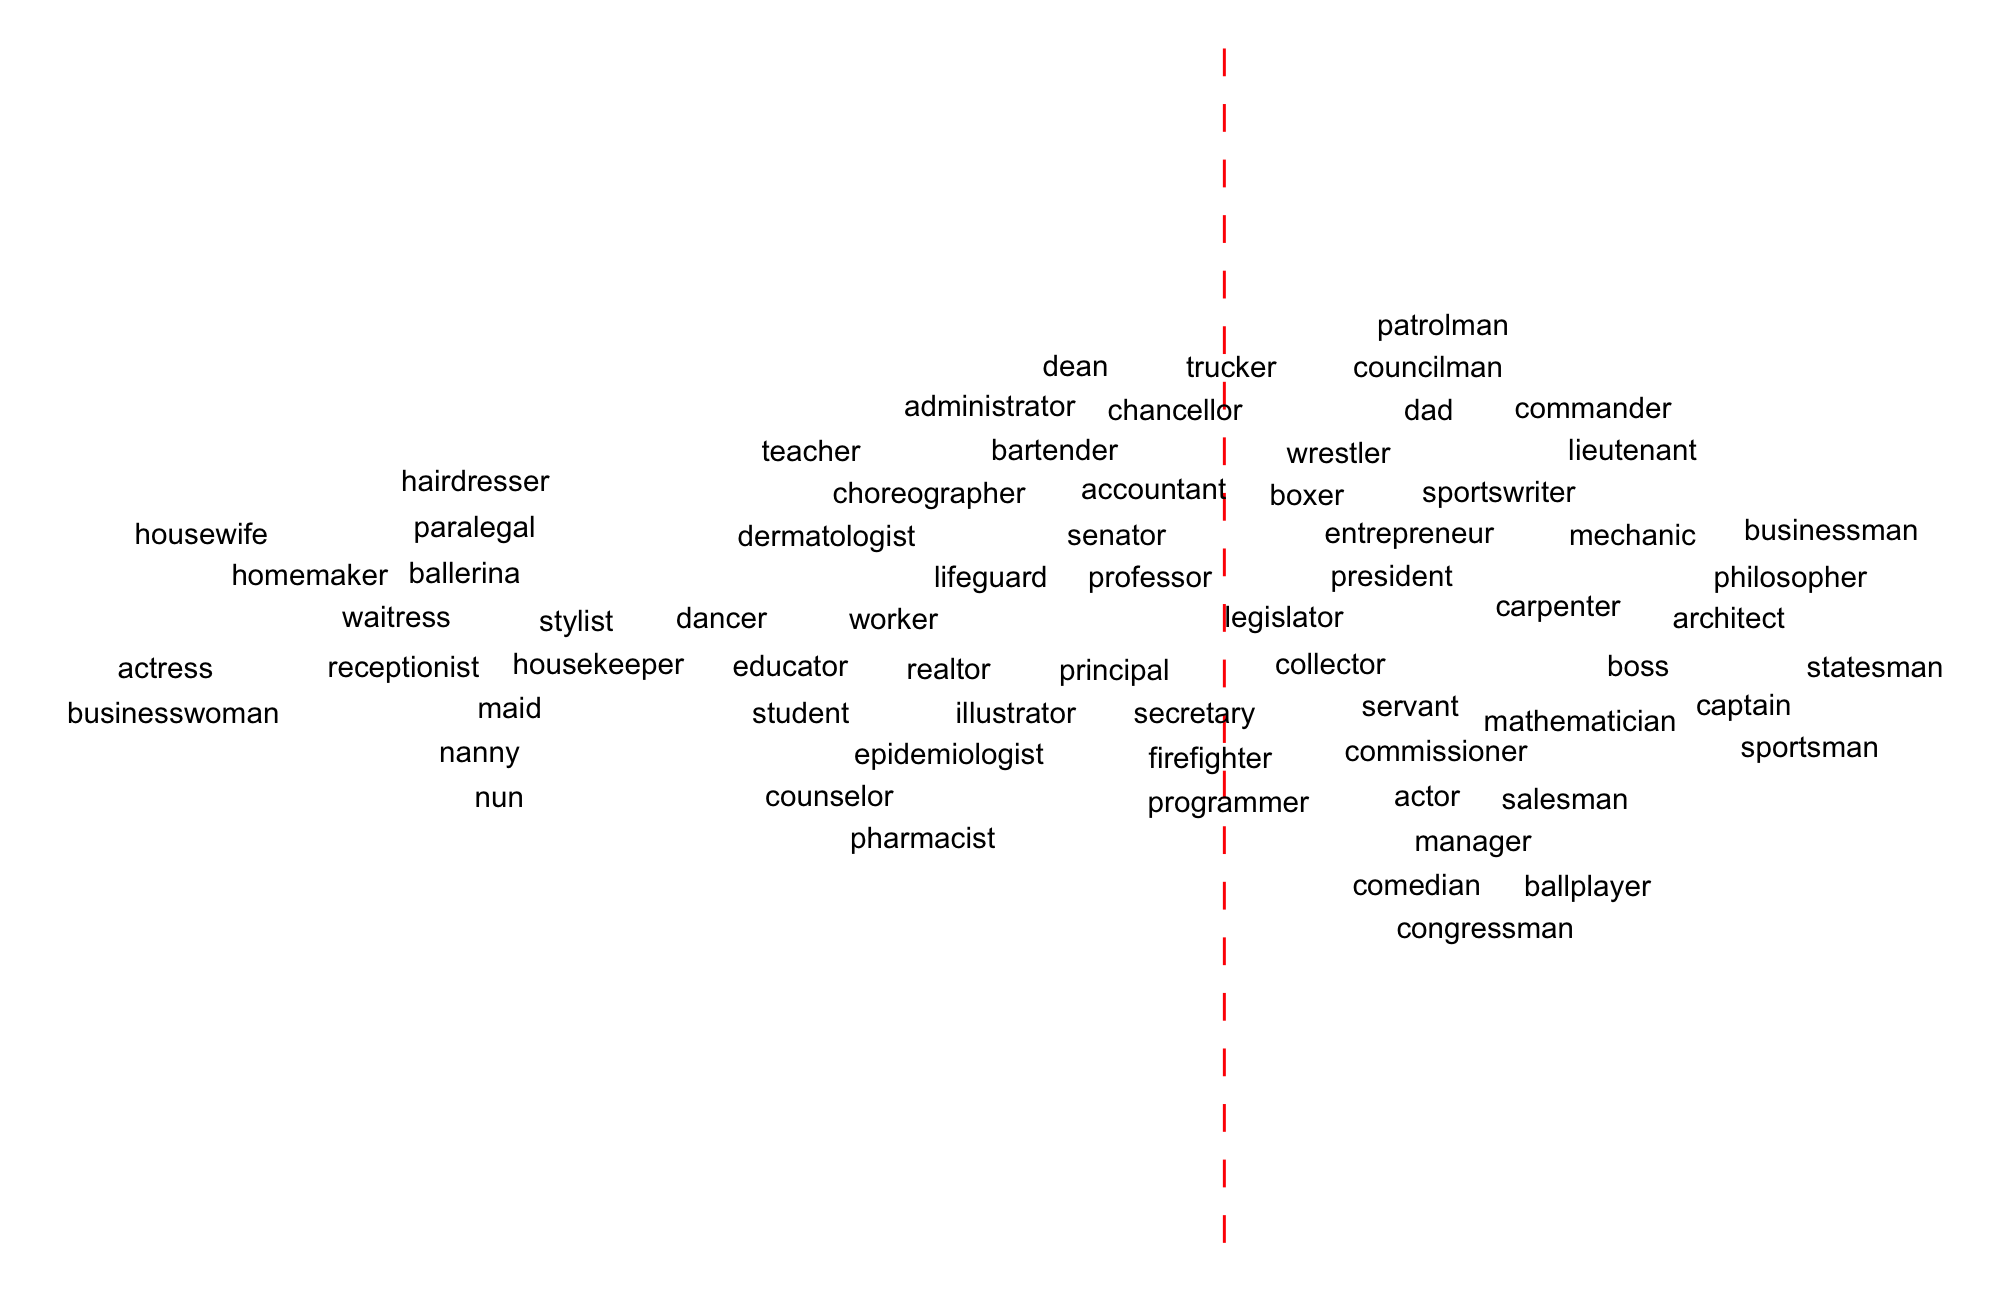 patrolman
dean trucker councilman
administrator chancellor dad commander
teacher bartender wrestler lieutenant
hairdresser choreographer accountant boxer sportswriter
housewife paralegal dermatologist senator entrepreneur mechanic businessman
homemaker ballerina lifeguard professor president philosopher
waitress stylist dancer worker legislator carpenter architect
actress receptionist housekeeper educator realtor principal collector boss statesman
businesswoman maid student illustrator secretary servant mathematician captain
nanny epidemiologist firefighter commissioner sportsman
nun counselor programmer actor salesman
pharmacist manager
comedian ballplayer
congressman